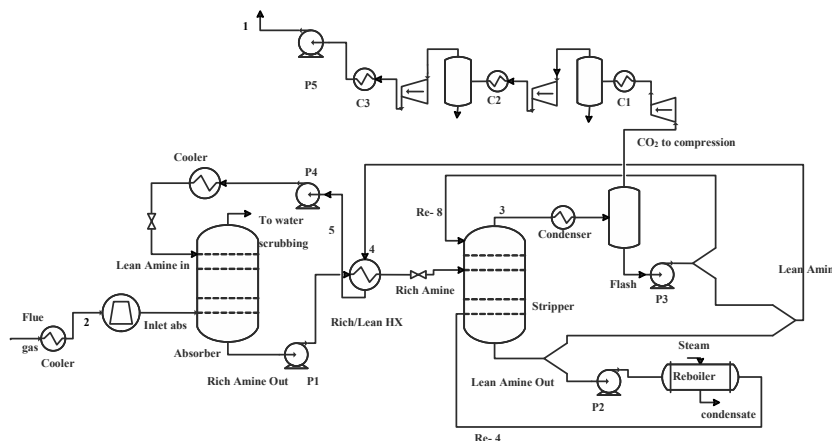 1
P5
C3
C2
C1
CO₂ to compression
Cooler
P4
To water
scrubbing
Re- 8
3
5
4
Condenser
Lean Amine in
Rich Amine
Flash
P3
Lean Amin
Flue
gas
2
Inlet abs
Stripper
Rich/Lean HX
Cooler
Absorber
P1
Rich Amine Out
Lean Amine Out
Steam
Reboiler
P2
condensate
Re- 4